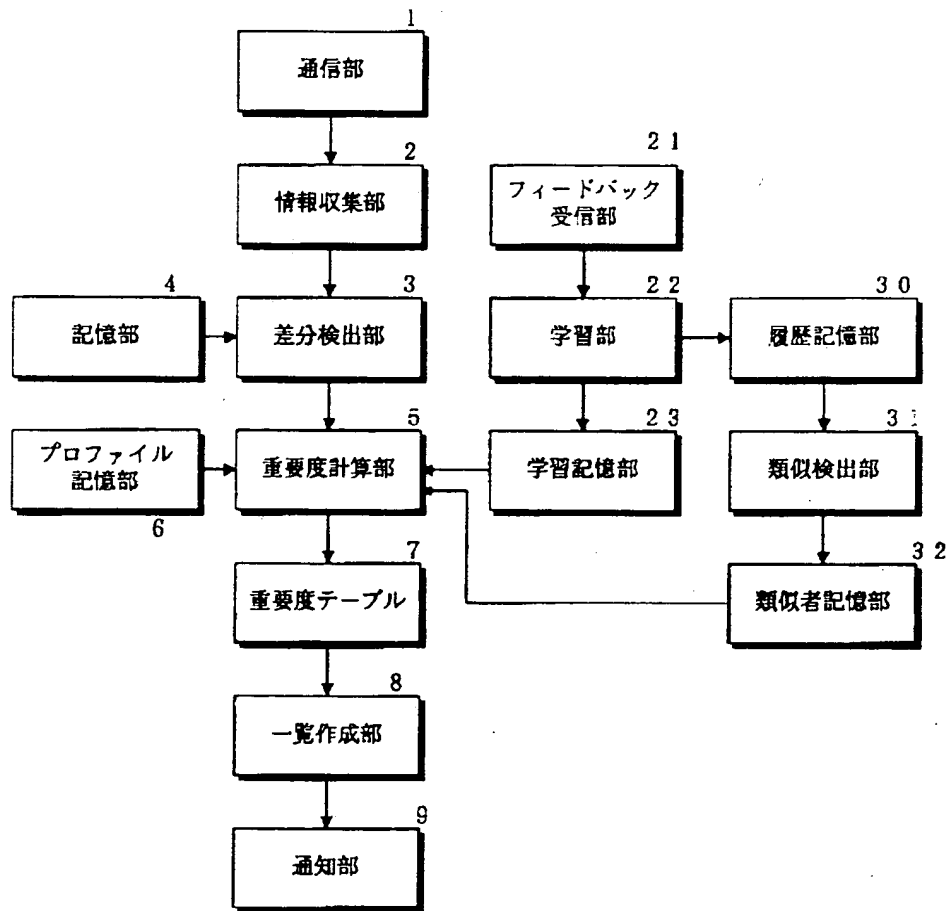 1
通信部
2
情報収集部
21
フィードバック
受信部
4
記憶部
3
差分検出部
22
学習部
30
履歴記憶部
プロファイル
記憶部
6
5
重要度計算部
23
学習記憶部
31
類似検出部
7
重要度テーブル
32
類似者記憶部
8
一覧作成部
9
通知部